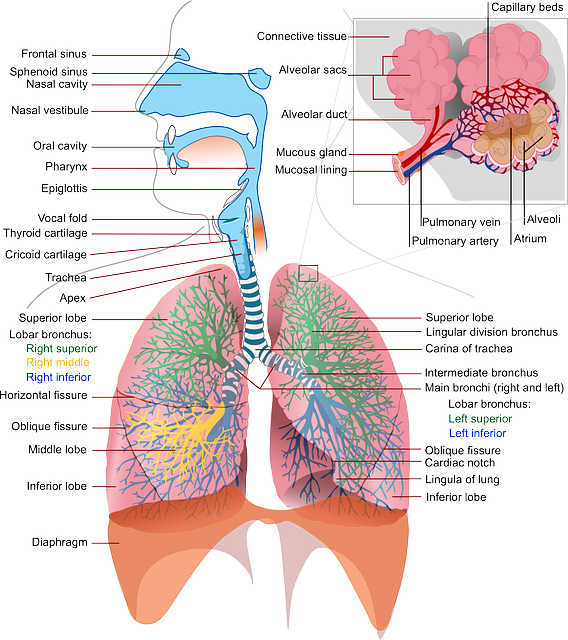 Frontal sinus
Sphenoid sinus
Nasal cavity
Nasal vestibule
Oral cavity
Pharynx
Epiglottis
Vocal fold
Thyroid cartilage
Cricoid cartilage
Trachea
Apex
Superior lobe
Lobar bronchus:
Right superior
Right middle
Right inferior
Horizontal fissure
Oblique fissure
Middle lobe
Inferior lobe
Diaphragm
Capillary beds
Connective tissue
Alveolar sacs
Alveolar duct
Mucous gland
Mucosal lining
Pulmonary vein
Pulmonary artery
Alveoli
Atrium
Superior lobe
Lingular division bronchus
Carina of trachea
Intermediate bronchus
Main bronchi (right and left)
Lobar bronchus:
Left superior
Left inferior
Oblique fissure
Cardiac notch
Lingula of lung
Inferior lobe